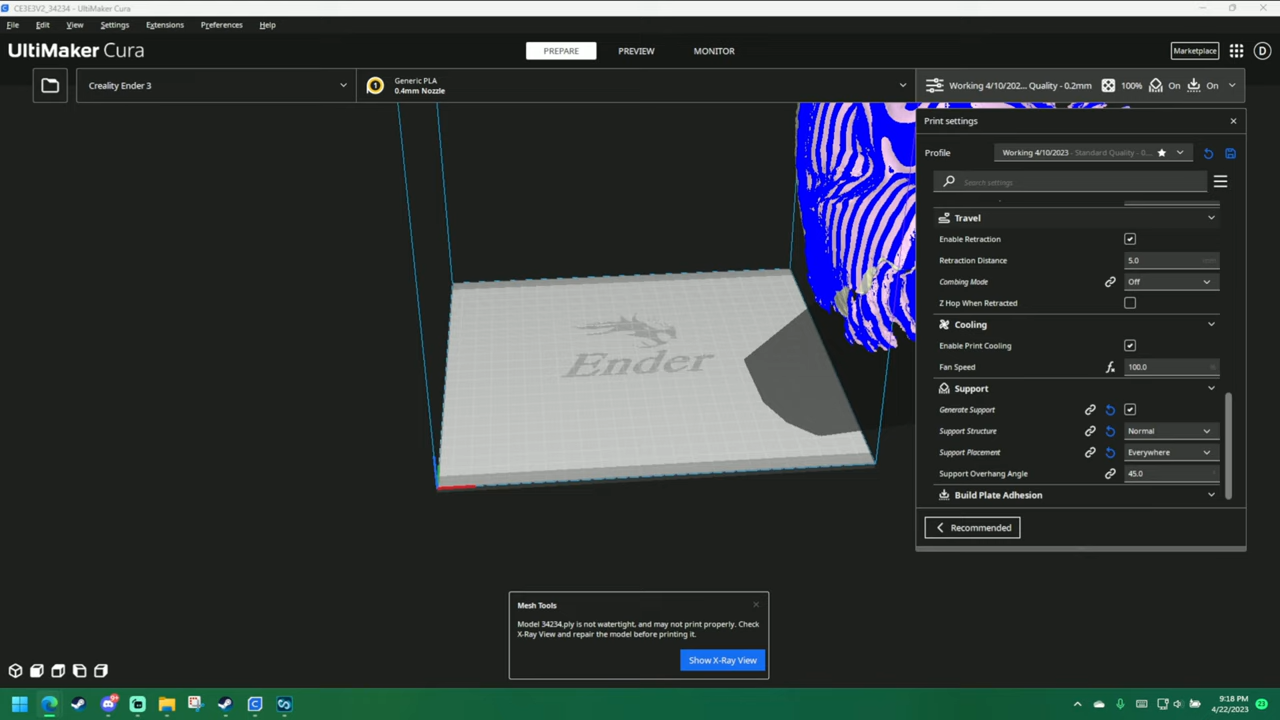 CE3E3V2_34234 - UltiMaker Cura
File Edit View Settings Extensions Preferences Help
UltiMaker Cura
PREPARE PREVIEW MONITOR
Marketplace
D
Creality Ender 3
1
Generic PLA
0.4mm Nozzle
Working 4/10/202... Quality - 0.2mm 100% On On
Print settings
Profile Working 4/10/2023 - Standard Quality - 0...
Search settings
Travel
Enable Retraction
Retraction Distance 5.0 mm
Combing Mode Off
Z Hop When Retracted
Cooling
Enable Print Cooling
Fan Speed 100.0 %
Support
Generate Support
Support Structure Normal
Support Placement Everywhere
Support Overhang Angle 45.0 °
Build Plate Adhesion
Recommended
Ender
Mesh Tools
Model 34234.ply is not watertight, and may not print properly. Check
X-Ray View and repair the model before printing it.
Show X-Ray View
9:18 PM
4/22/2023
23